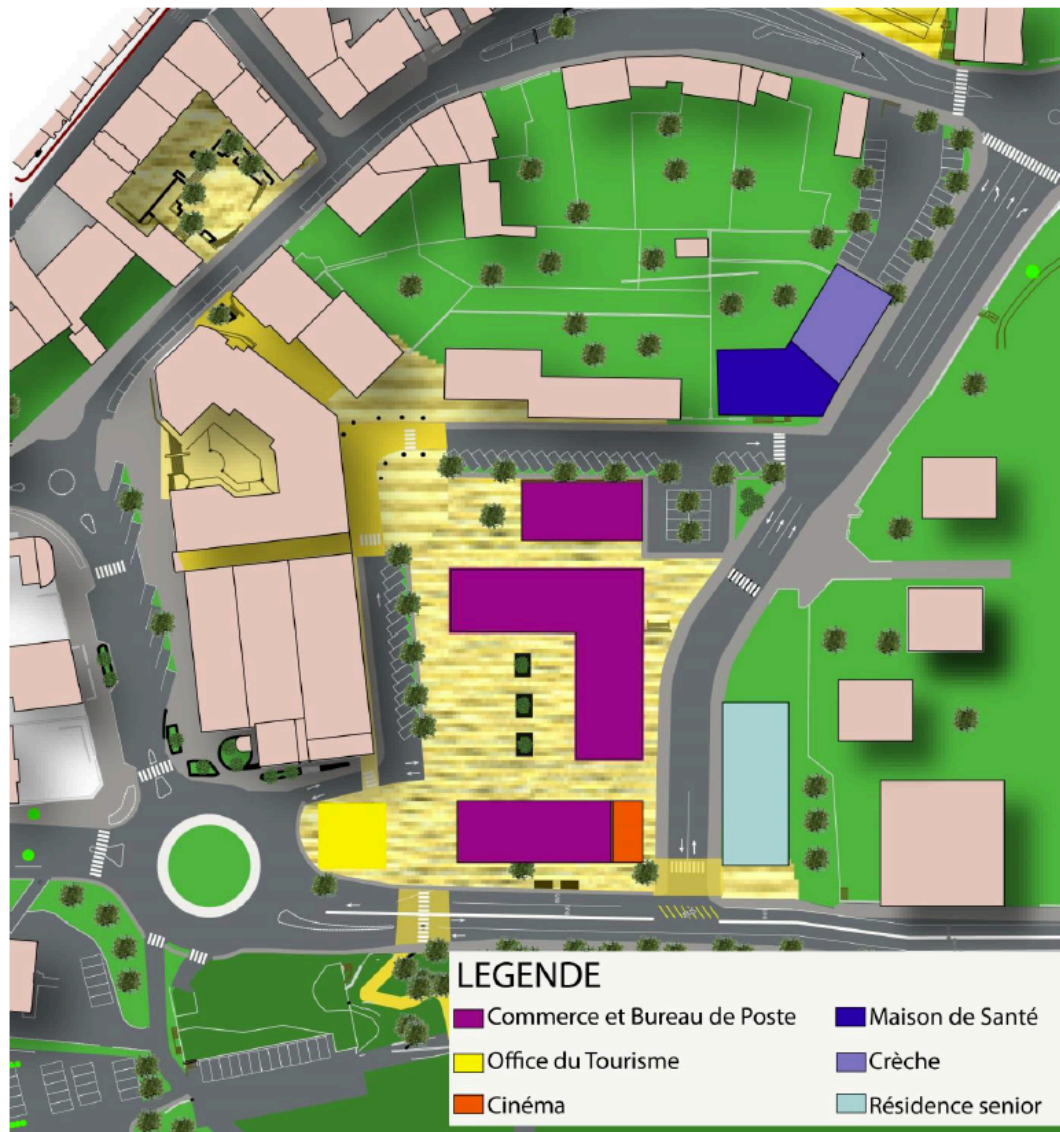 LEGENDE
Commerce et Bureau de Poste
Maison de Santé
Office du Tourisme
Crèche
Cinéma
Résidence senior